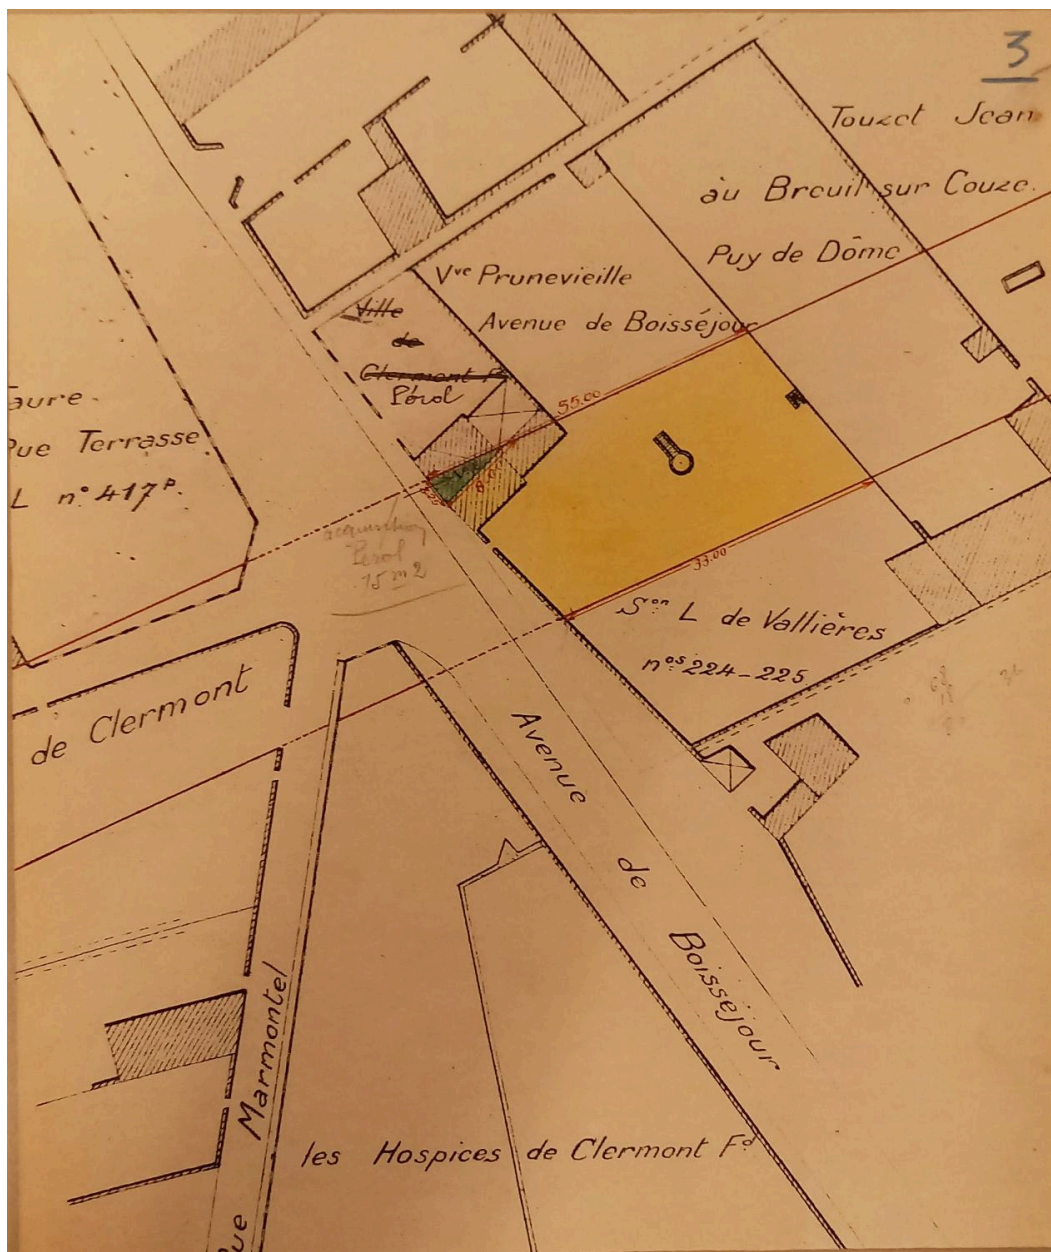 3
Touzet Jean
au Breuil sur Couze.
Puy de Dôme
Vve Prunevieille
Avenue de Boisséjour
Ville
de
Clermont Fd
Pérol
55.00
aure.
Rue Terrasse
L n° 417P.
acquisition
Pérol
15 m2
33.00
Son L de Vallières
nos 224-225
de Clermont
Avenue
de
Boisséjour
Rue Marmontel
les Hospices de Clermont Fd